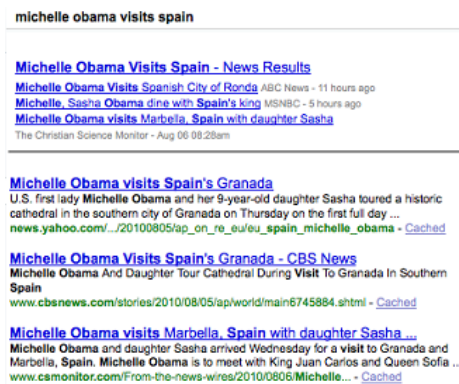 michelle obama visits spain
Michelle Obama Visits Spain - News Results
Michelle Obama Visits Spanish City of Ronda ABC News - 11 hours ago
Michelle, Sasha Obama dine with Spain's king MSNBC - 5 hours ago
Michelle Obama visits Marbella, Spain with daughter Sasha
The Christian Science Monitor - Aug 06 08:28am
Michelle Obama visits Spain's Granada
U.S. first lady Michelle Obama and her 9-year-old daughter Sasha toured a historic
cathedral in the southern city of Granada on Thursday on the first full day ...
news.yahoo.com/.../20100805/ap_on_re_eu/eu_spain_michelle_obama - Cached
Michelle Obama Visits Spain's Granada - CBS News
Michelle Obama And Daughter Tour Cathedral During Visit To Granada In Southern
Spain
www.cbsnews.com/stories/2010/08/05/ap/world/main6745884.shtml - Cached
Michelle Obama visits Marbella, Spain with daughter Sasha ...
Michelle Obama and daughter Sasha arrived Wednesday for a visit to Granada and
Marbella, Spain. Michelle Obama is to meet with King Juan Carlos and Queen Sofia ..
www.csmonitor.com/From-the-news-wires/2010/0806/Michelle... - Cached